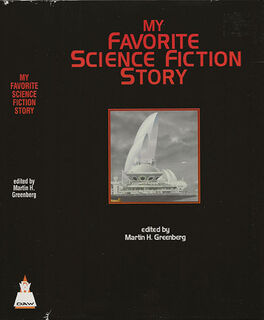 MY
FAVORITE
SCIENCE
FICTION
STORY
edited by
Martin H.
Greenberg
DAW
MY
FAVORITE
SCIENCE FICTION
STORY
edited by
Martin H. Greenberg